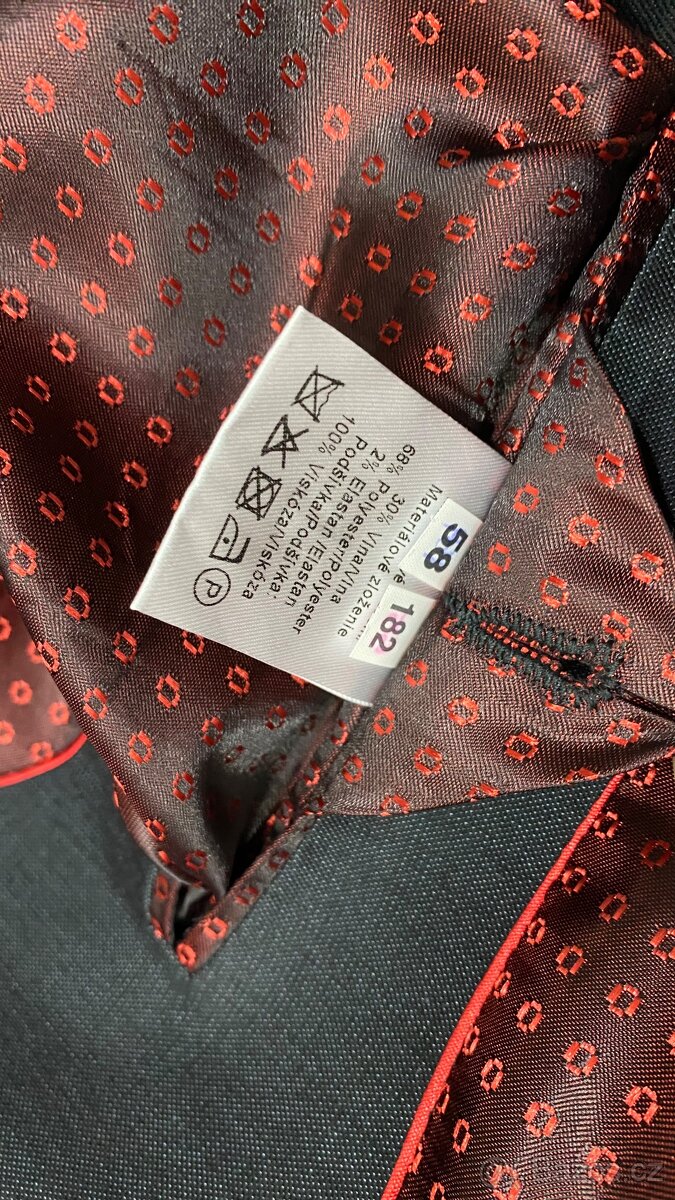 58
182
Materiálové zloženie
30% Vlna/Vlna
68% Polyester/Polyester
2% Elastan /Elastan
Podšívka/Podšívka:
100% Viskóza/Viskóza
P